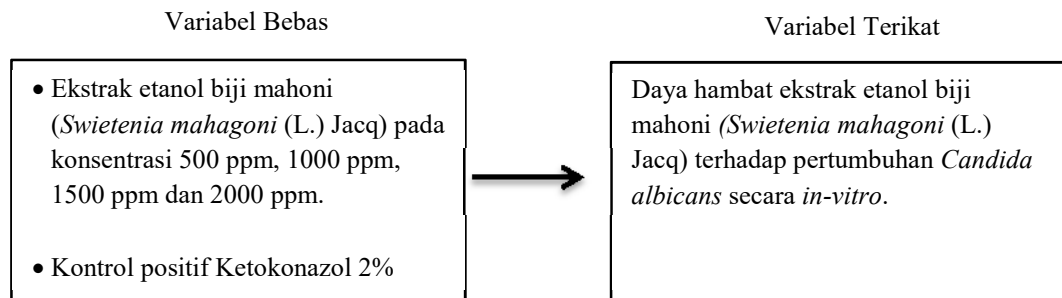 Variabel Bebas
• Ekstrak etanol biji mahoni
(Swietenia mahagoni (L.) Jacq) pada
konsentrasi 500 ppm, 1000 ppm,
1500 ppm dan 2000 ppm.
• Kontrol positif Ketokonazol 2%
Variabel Terikat
Daya hambat ekstrak etanol biji
mahoni (Swietenia mahagoni (L.)
Jacq) terhadap pertumbuhan Candida
albicans secara in-vitro.